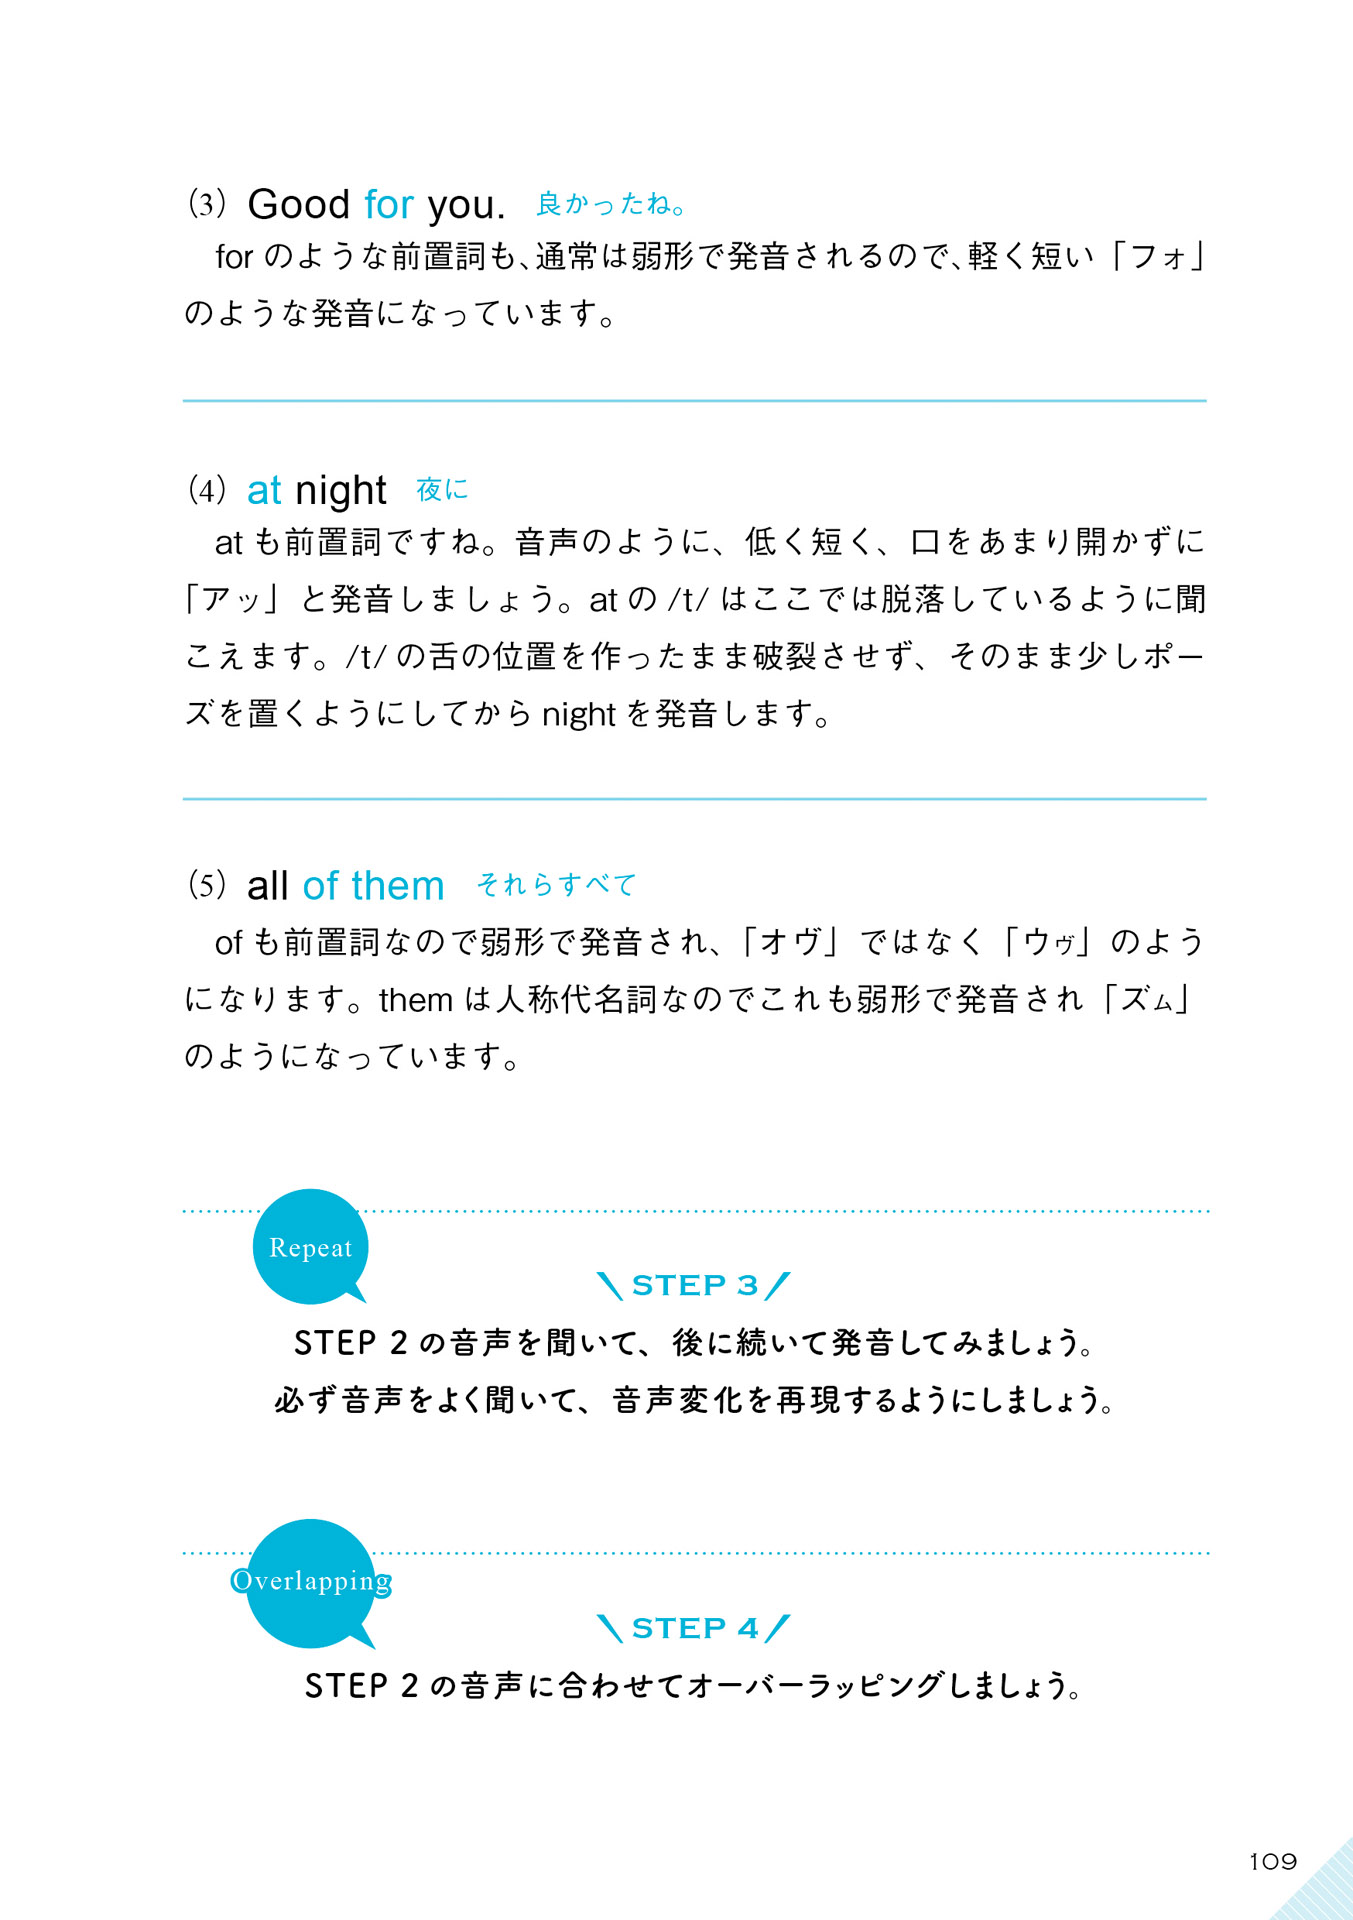 (3) Good for you. 良かったね。
for のような前置詞も、通常は弱形で発音されるので、軽く短い「フォ」
のような発音になっています。
(4) at night 夜に
at も前置詞ですね。音声のように、低く短く、口をあまり開かずに
「アッ」と発音しましょう。at の /t/ はここでは脱落しているように聞
こえます。/t/ の舌の位置を作ったまま破裂させず、そのまま少しポー
ズを置くようにしてから night を発音します。
(5) all of them それらすべて
of も前置詞なので弱形で発音され、「オヴ」ではなく「ウヴ」のよう
になります。them は人称代名詞なのでこれも弱形で発音され「ズム」
のようになっています。
Repeat
\ STEP 3 /
STEP 2 の音声を聞いて、後に続いて発音してみましょう。
必ず音声をよく聞いて、音声変化を再現するようにしましょう。
Overlapping
\ STEP 4 /
STEP 2 の音声に合わせてオーバーラッピングしましょう。
109